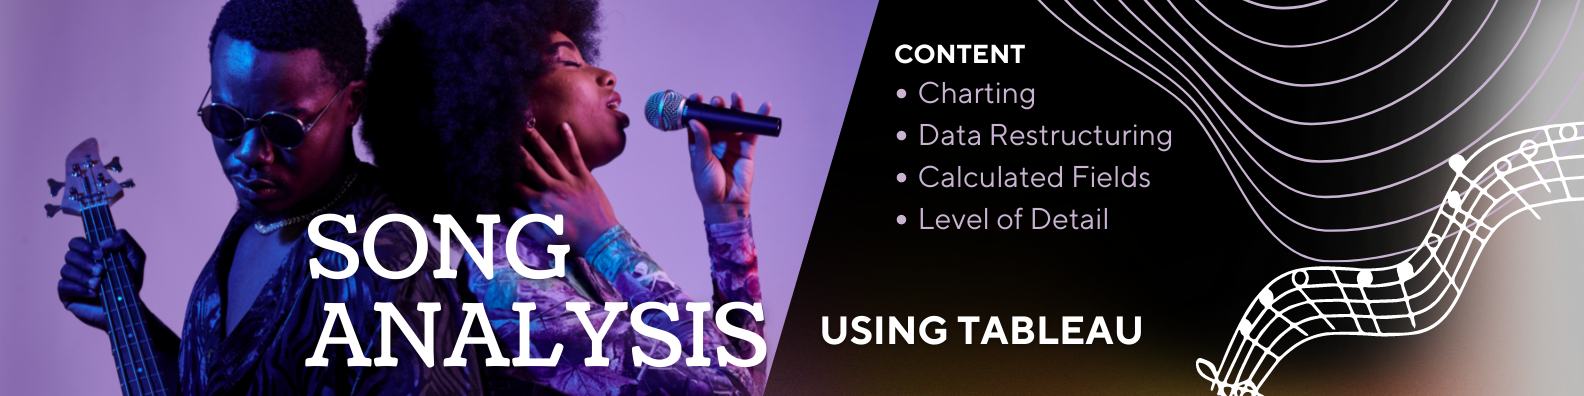 SONG
ANALYSIS
CONTENT
• Charting
• Data Restructuring
• Calculated Fields
• Level of Detail
USING TABLEAU